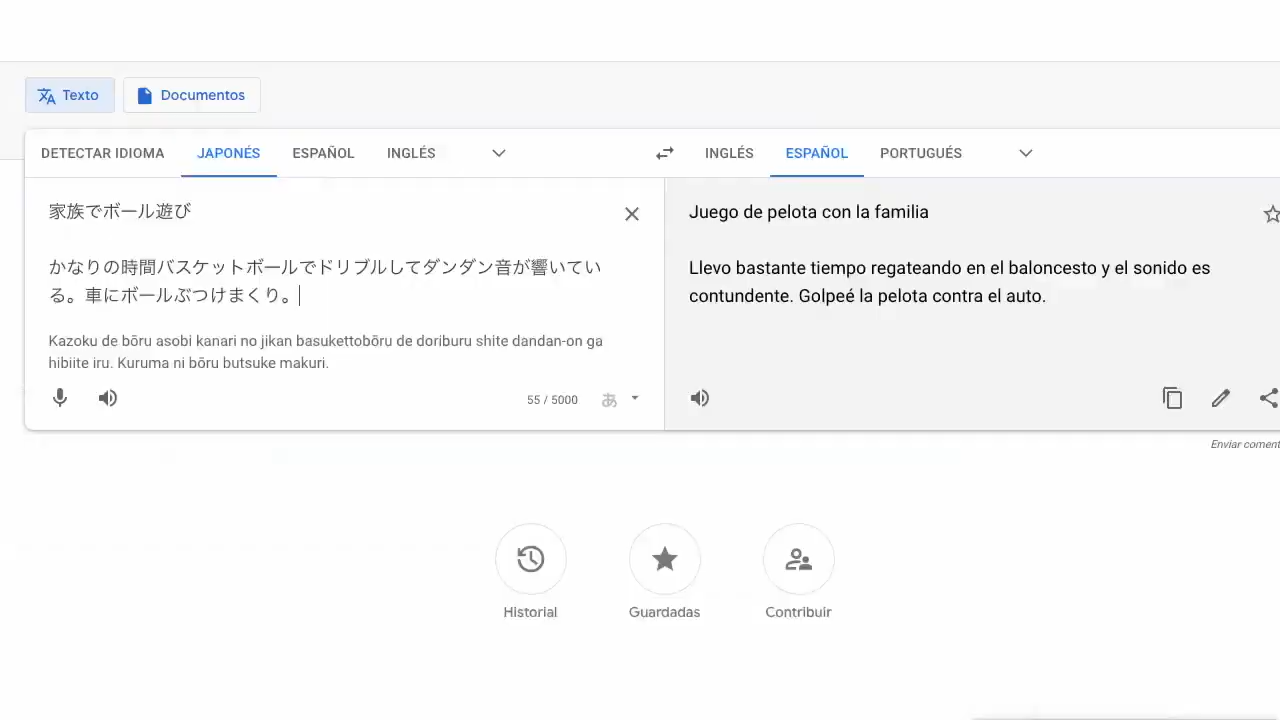 Texto
Documentos
DETECTAR IDIOMA
JAPONÉS
ESPAÑOL
INGLÉS
INGLÉS
ESPAÑOL
PORTUGUÉS
家族でボール遊び
かなりの時間バスケットボールでドリブルしてダンダン音が響いてい
る。車にボールぶつけまくり。
Kazoku de bōru asobi kanari no jikan basukettobōru de doriburu shite dandan-on ga
hibiite iru. Kuruma ni bōru butsuke makuri.
55 / 5000
あ
Juego de pelota con la familia
Llevo bastante tiempo regateando en el baloncesto y el sonido es
contundente. Golpeé la pelota contra el auto.
Enviar coment
Historial
Guardadas
Contribuir